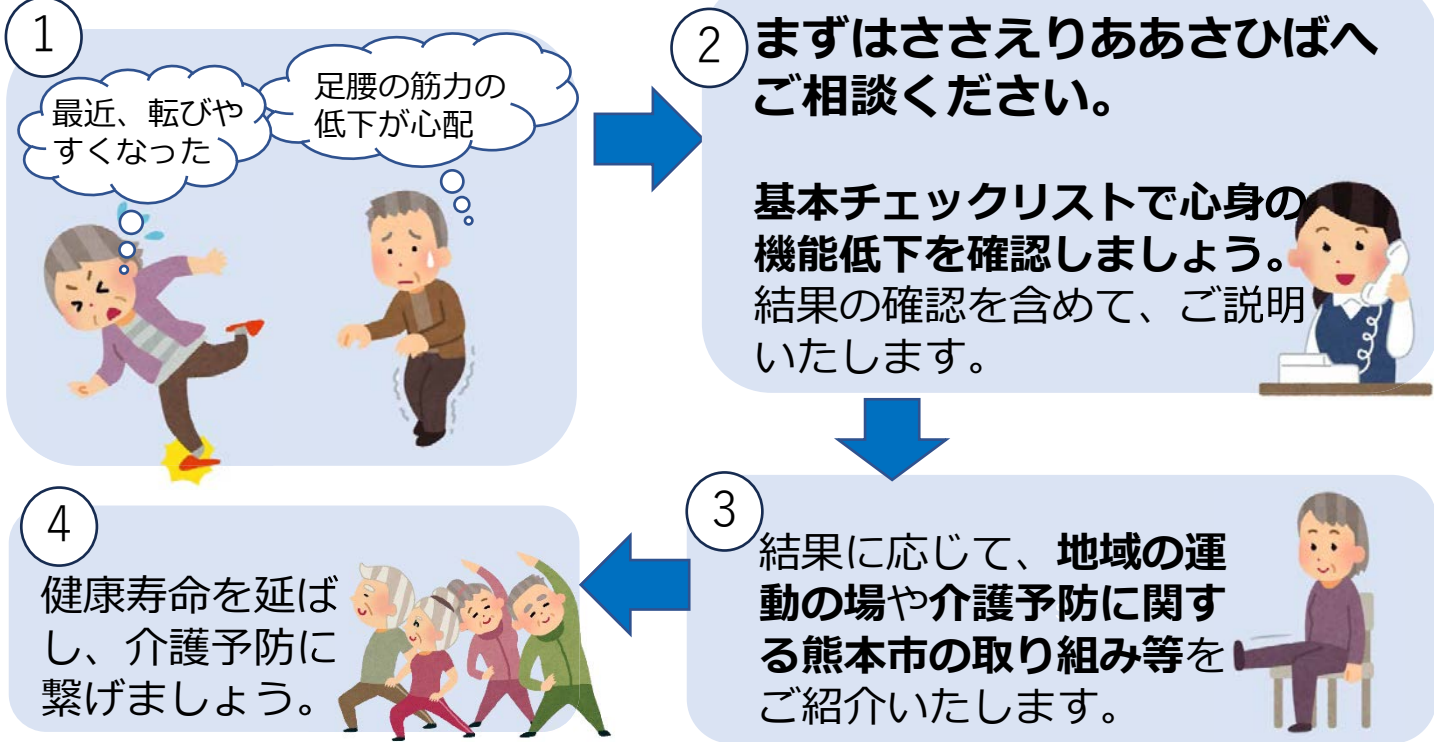 1
最近、転びや
すくなった
足腰の筋力の
低下が心配
2
まずはささえりああさひばへ
ご相談ください。
基本チェックリストで心身の
機能低下を確認しましょう。
結果の確認を含めて、ご説明
いたします。
3
結果に応じて、地域の運
動の場や介護予防に関す
る熊本市の取り組み等を
ご紹介いたします。
4
健康寿命を延ば
し、介護予防に
繋げましょう。